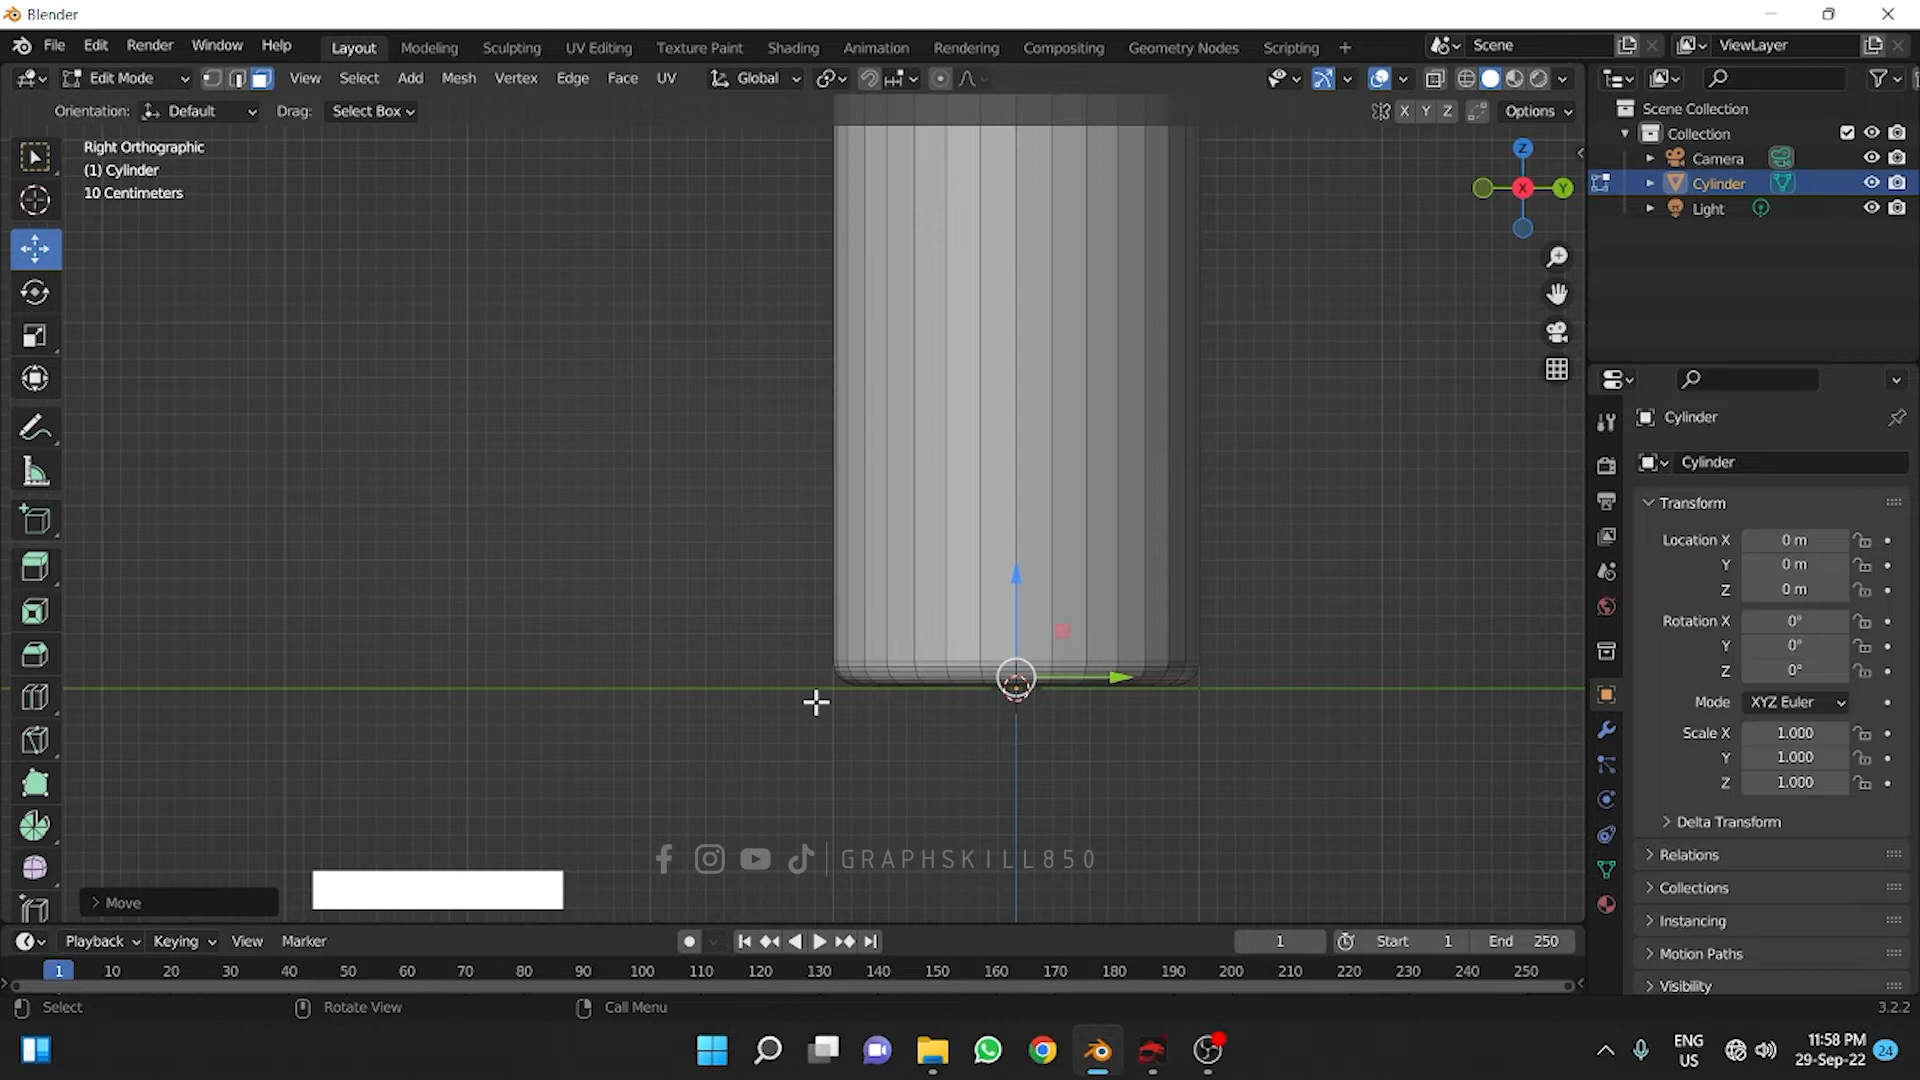 Blender
File Edit Render Window Help Layout Modeling Sculpting UV Editing Texture Paint Shading Animation Rendering Compositing Geometry Nodes Scripting + Scene ViewLayer
Edit Mode View Select Add Mesh Vertex Edge Face UV Global
Orientation: Default Drag: Select Box X Y Z Options
Right Orthographic
(1) Cylinder
10 Centimeters
Z
X
Y
Scene Collection
Collection
Camera
Cylinder
Light
Cylinder
Cylinder
Transform
Location X 0 m
Y 0 m
Z 0 m
Rotation X 0°
Y 0°
Z 0°
Mode XYZ Euler
Scale X 1.000
Y 1.000
Z 1.000
Delta Transform
Relations
Collections
Instancing
Motion Paths
Visibility
GRAPHSKILL850
Move
Playback Keying View Marker 1 Start 1 End 250
1 10 20 30 40 50 60 70 80 90 100 110 120 130 140 150 160 170 180 190 200 210 220 230 240 250
Select Rotate View Call Menu 3.2.2
ENG
US
11:58 PM
29-Sep-22
24